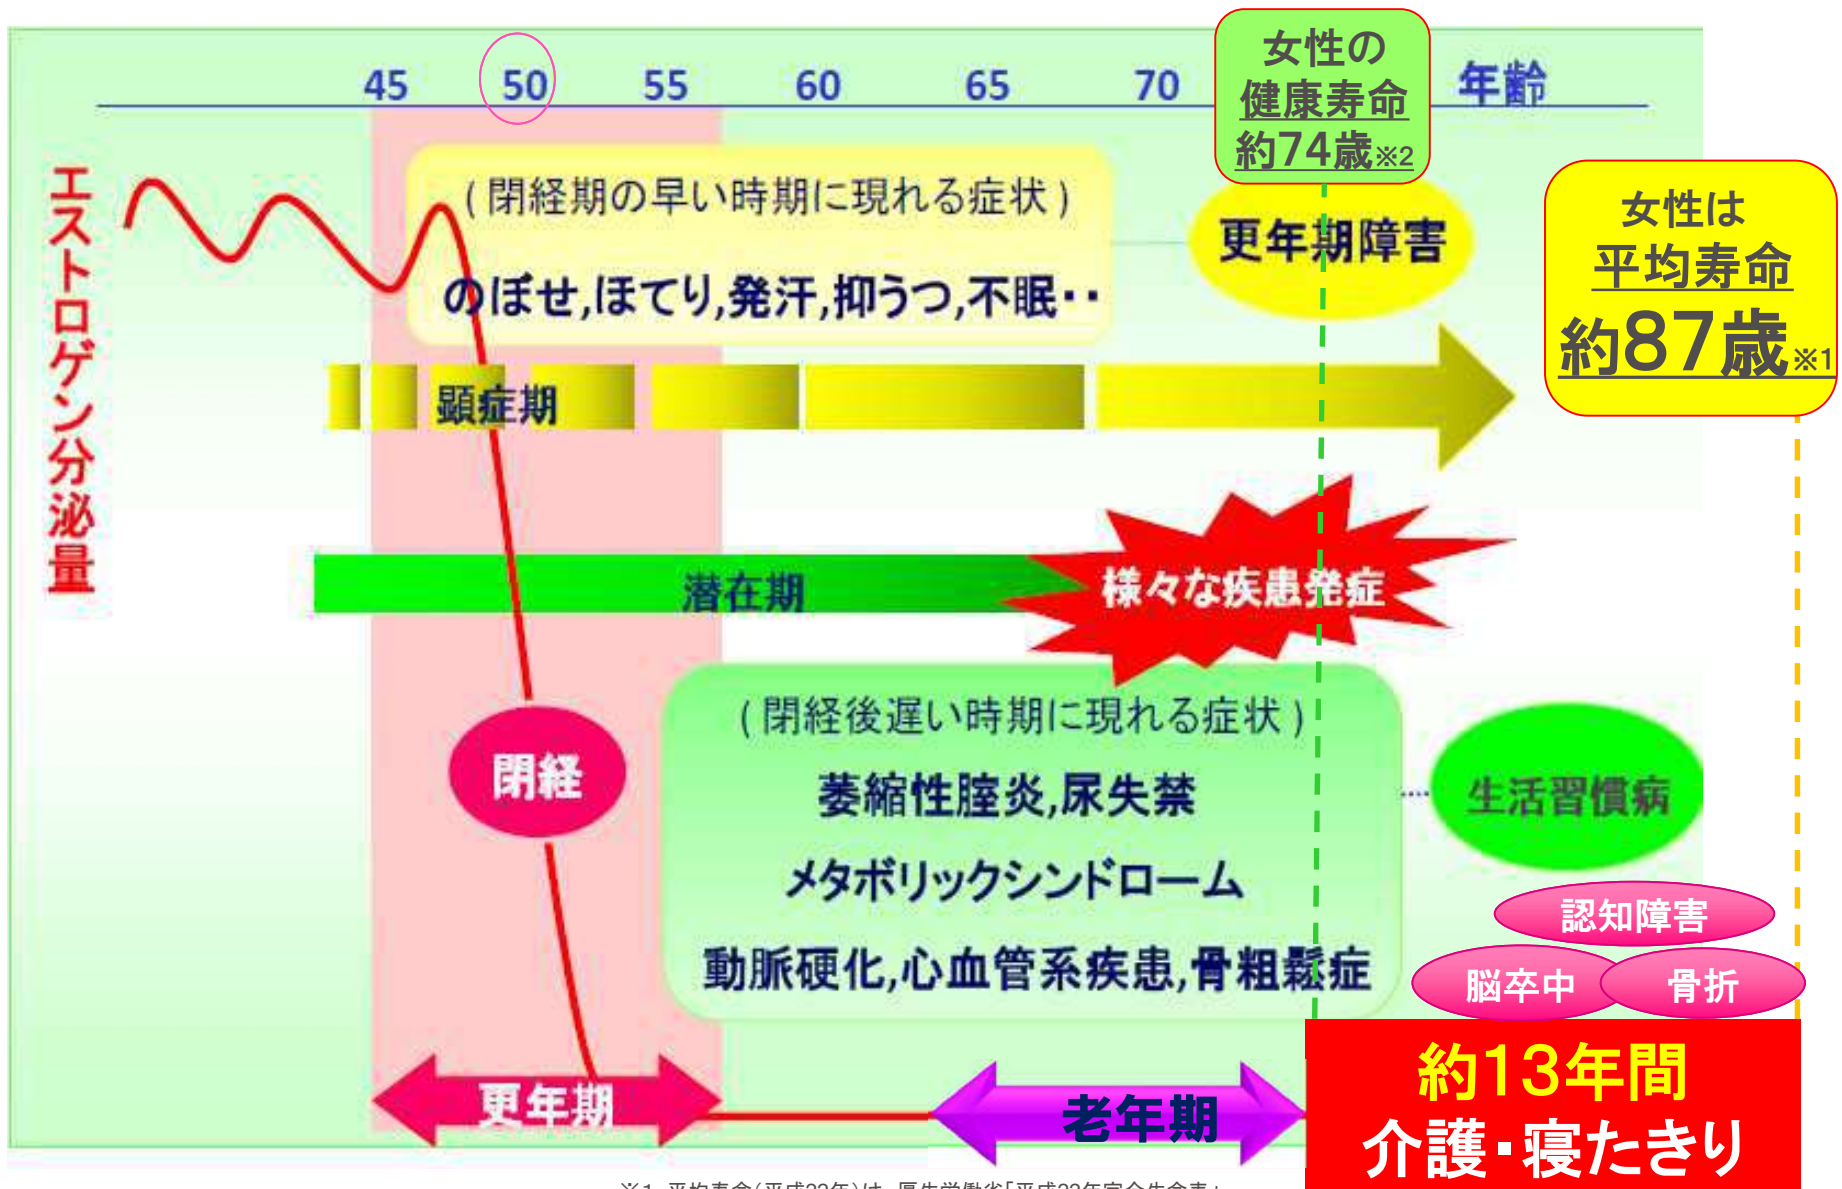 45 50 55 60 65 70 年齢
女性の
健康寿命
約74歳※2
女性は
平均寿命
約87歳※1
エストロゲン分泌量
(閉経期の早い時期に現れる症状)
のぼせ,ほてり,発汗,抑うつ,不眠・・
更年期障害
顕症期
潜在期
様々な疾患発症
閉経
(閉経後遅い時期に現れる症状)
萎縮性膣炎,尿失禁
メタボリックシンドローム
動脈硬化,心血管系疾患,骨粗鬆症
生活習慣病
認知障害
脳卒中
骨折
更年期
老年期
約13年間
介護・寝たきり